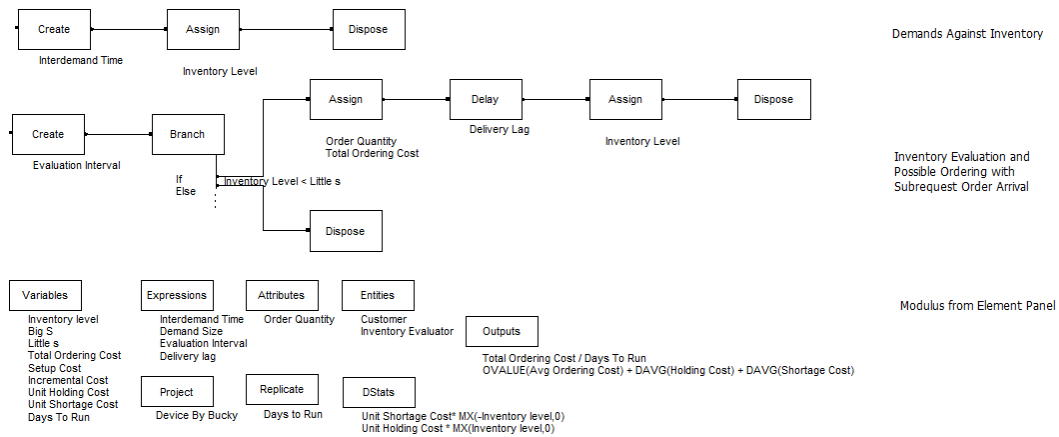 Create
Assign
Dispose
Demands Against Inventory
Interdemand Time
Inventory Level
Assign
Delay
Assign
Dispose
Order Quantity
Total Ordering Cost
Delivery Lag
Inventory Level
Create
Branch
Evaluation Interval
If
Else
Inventory Level < Little s
Inventory Evaluation and
Possible Ordering with
Subrequest Order Arrival
Dispose
Variables
Inventory level
Big S
Little s
Total Ordering Cost
Setup Cost
Incremental Cost
Unit Holding Cost
Unit Shortage Cost
Days To Run
Expressions
Interdemand Time
Demand Size
Evaluation Interval
Delivery lag
Attributes
Order Quantity
Entities
Customer
Inventory Evaluator
Modulus from Element Panel
Outputs
Total Ordering Cost / Days To Run
OVALUE(Avg Ordering Cost) + DAVG(Holding Cost) + DAVG(Shortage Cost)
Project
Device By Bucky
Replicate
Days to Run
DStats
Unit Shortage Cost* MX(-Inventory level,0)
Unit Holding Cost * MX(Inventory level,0)